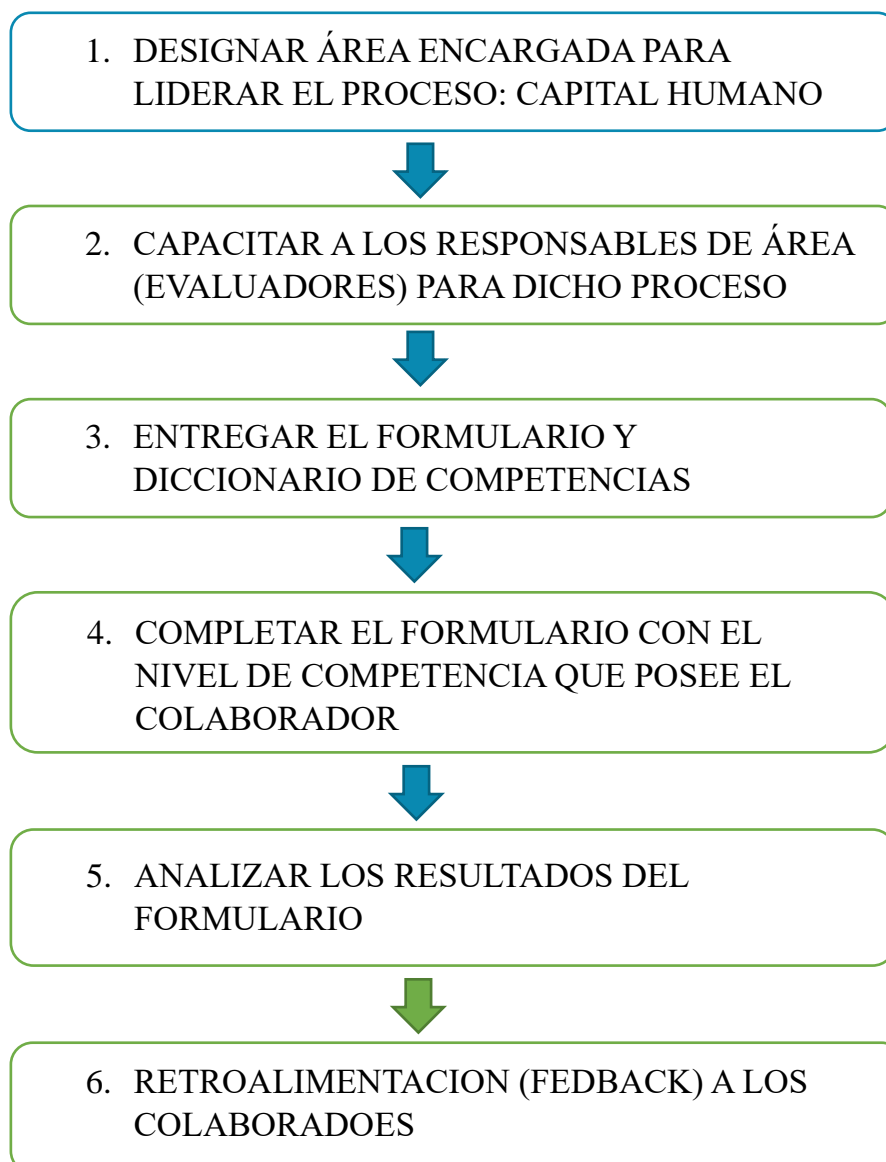 1. DESIGNAR ÁREA ENCARGADA PARA
LIDERAR EL PROCESO: CAPITAL HUMANO
2. CAPACITAR A LOS RESPONSABLES DE ÁREA
(EVALUADORES) PARA DICHO PROCESO
3. ENTREGAR EL FORMULARIO Y
DICCIONARIO DE COMPETENCIAS
4. COMPLETAR EL FORMULARIO CON EL
NIVEL DE COMPETENCIA QUE POSEE EL
COLABORADOR
5. ANALIZAR LOS RESULTADOS DEL
FORMULARIO
6. RETROALIMENTACION (FEDBACK) A LOS
COLABORADOES